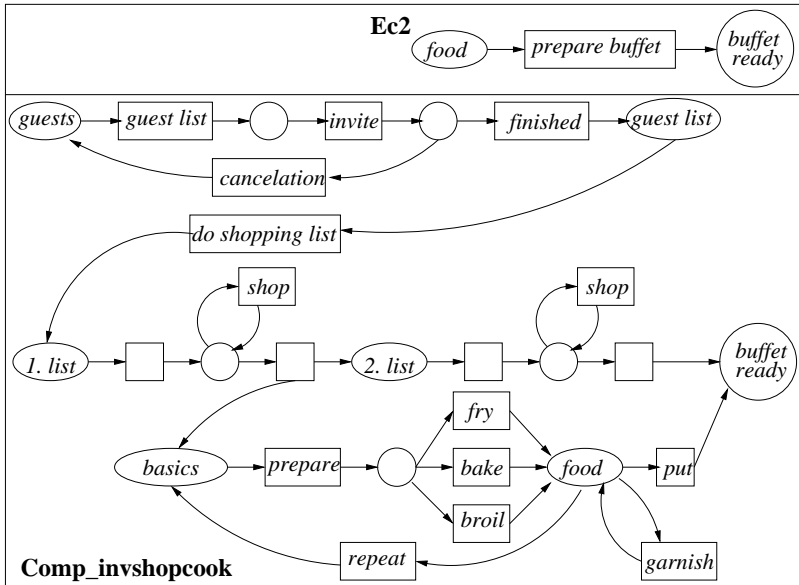 Ec2
food
prepare buffet
buffet
ready
guests
guest list
invite
finished
guest list
cancelation
do shopping list
shop
shop
1. list
2. list
buffet
ready
fry
basics
prepare
bake
food
put
broil
repeat
garnish
Comp_invshopcook